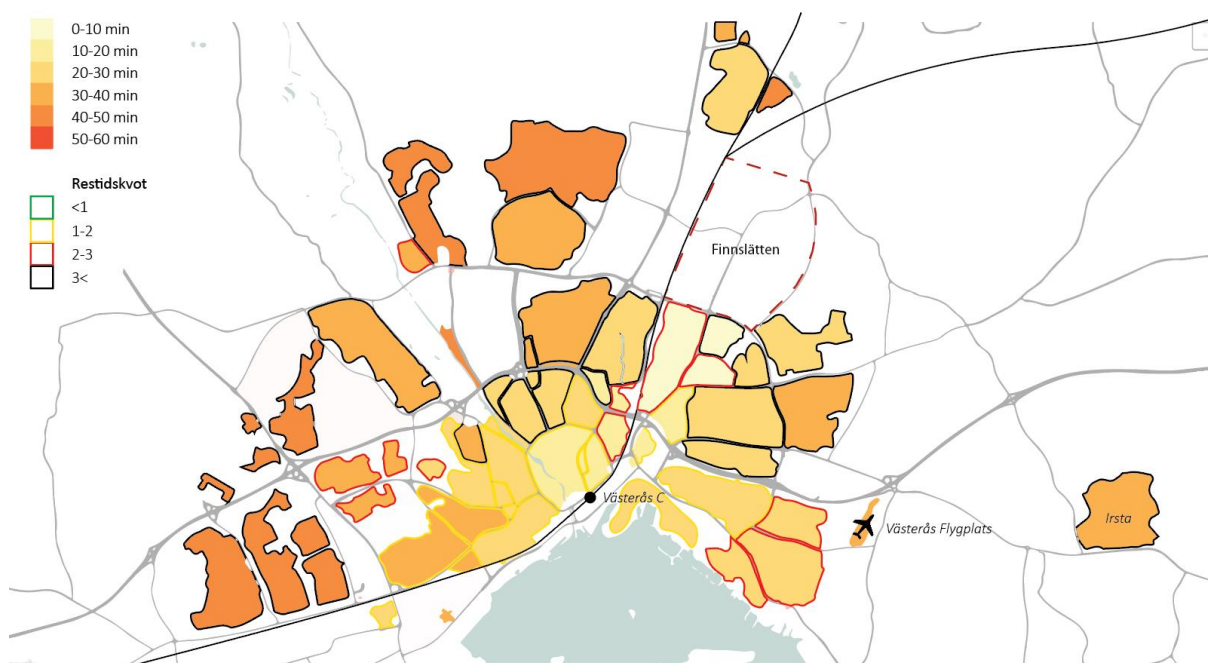 0-10 min
10-20 min
20-30 min
30-40 min
40-50 min
50-60 min
Restidskvot
<1
1-2
2-3
3<
Finnslätten
Västerås C
Västerås Flygplats
Irsta